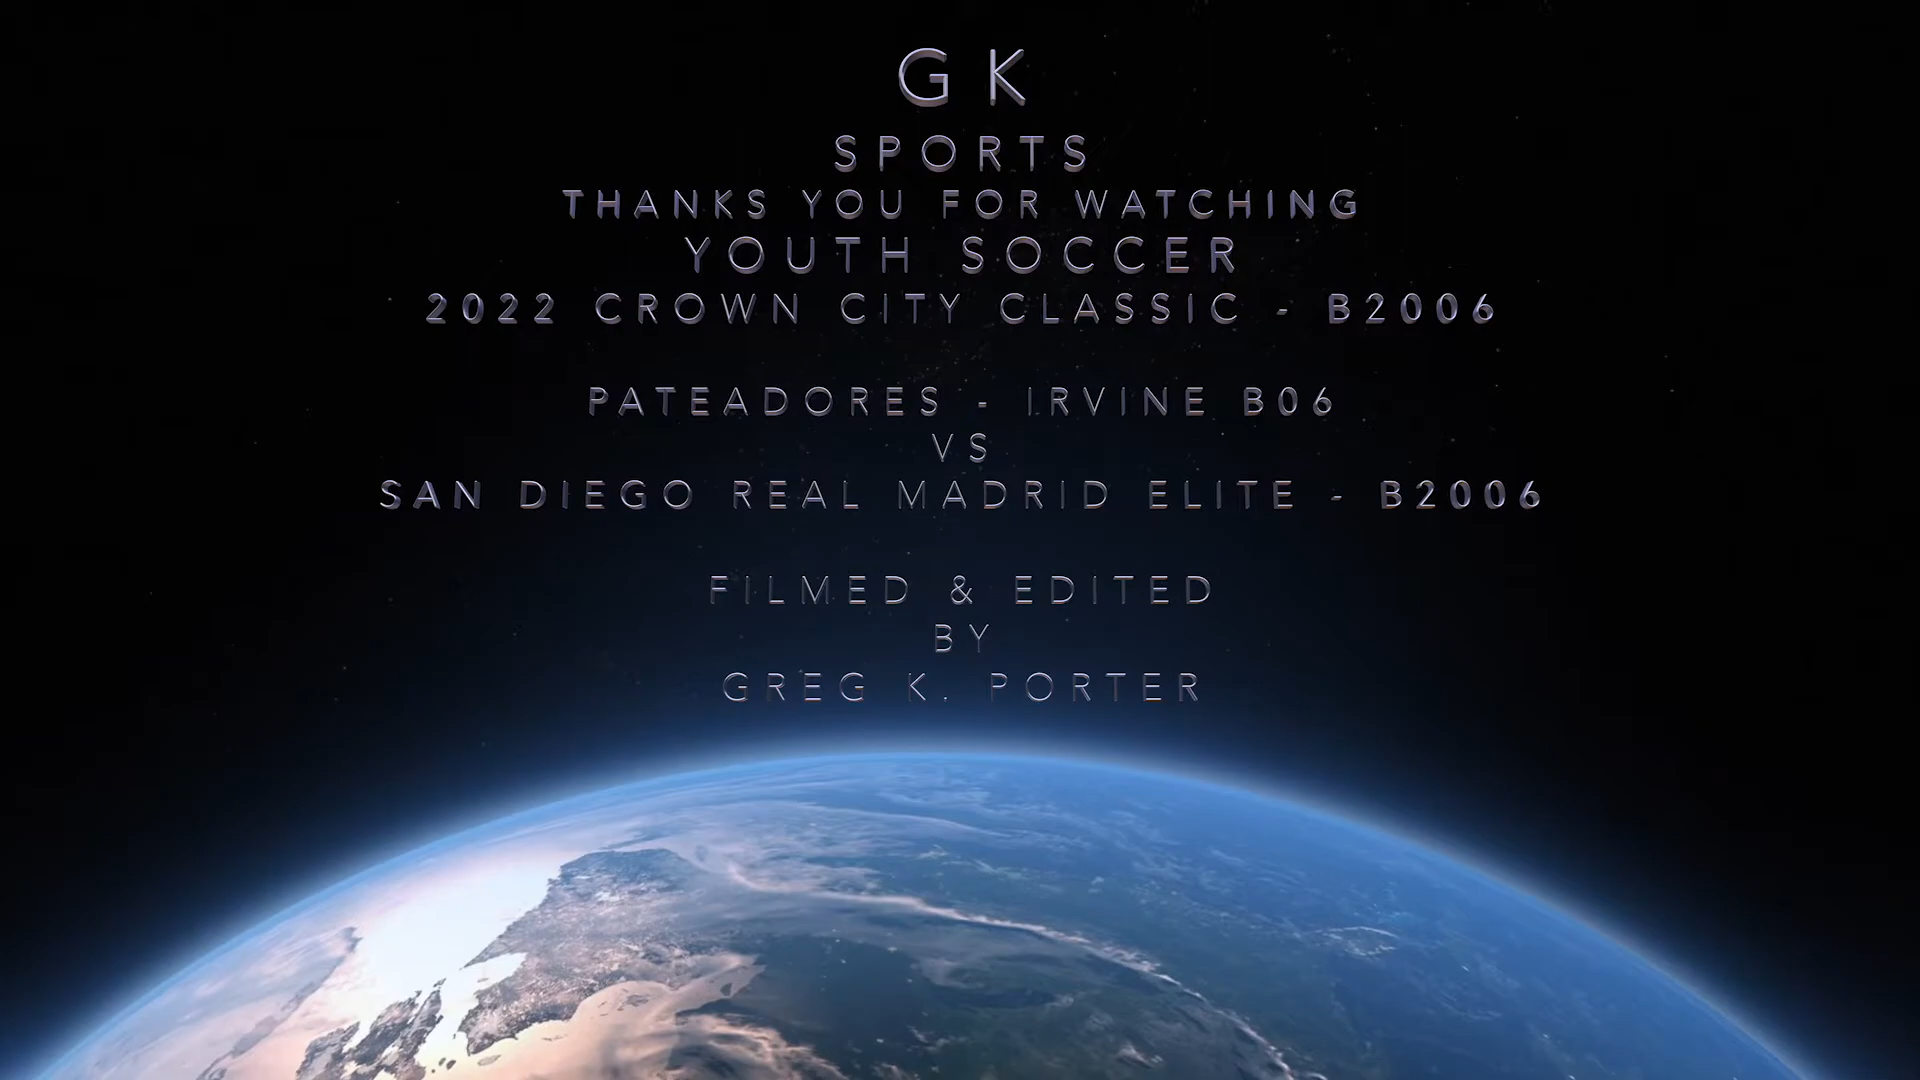 GK
SPORTS
THANKS YOU FOR WATCHING
YOUTH SOCCER
2022 CROWN CITY CLASSIC - B2006
PATEADORES - IRVINE B06
VS
SAN DIEGO REAL MADRID ELITE - B2006
FILMED & EDITED
BY
GREG K. PORTER